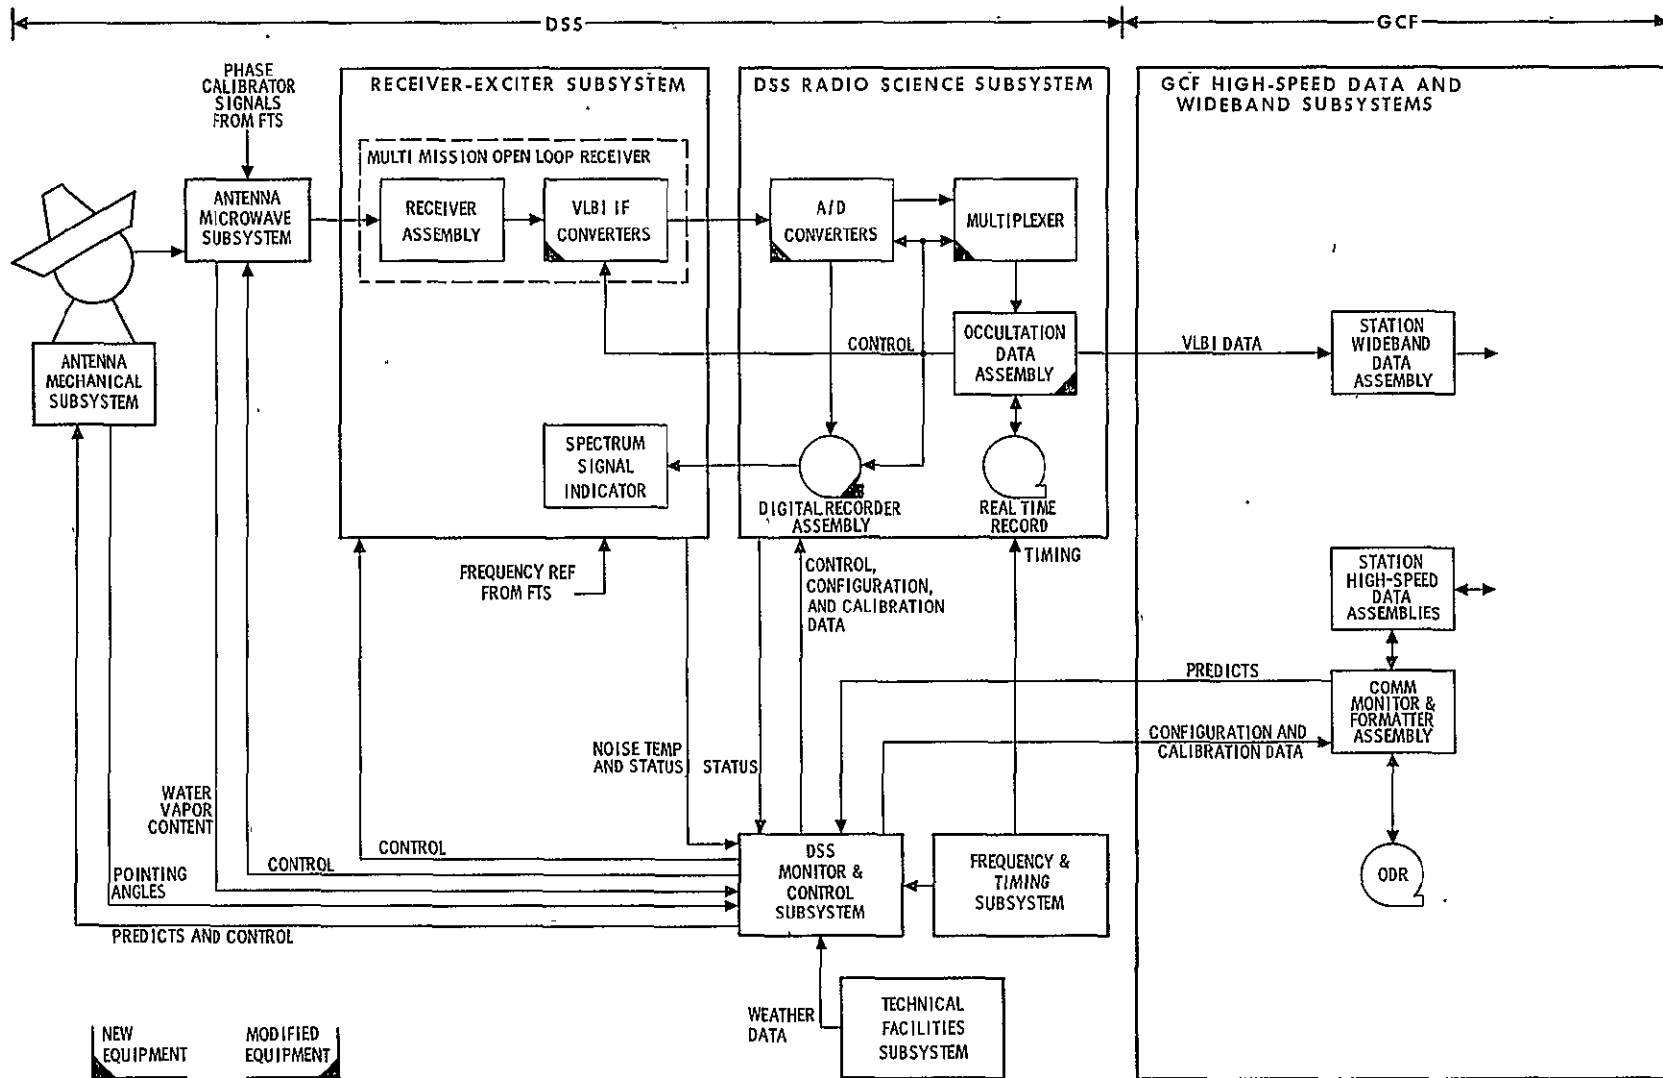 DSS
GCF
PHASE
CALIBRATOR
SIGNALS
FROM FTS
RECEIVER-EXCITER SUBSYSTEM
DSS RADIO SCIENCE SUBSYSTEM
GCF HIGH-SPEED DATA AND
WIDEBAND SUBSYSTEMS
MULTI MISSION OPEN LOOP RECEIVER
ANTENNA
MICROWAVE
SUBSYSTEM
RECEIVER
ASSEMBLY
VLBI IF
CONVERTERS
A/D
CONVERTERS
MULTIPLEXER
ANTENNA
MECHANICAL
SUBSYSTEM
CONTROL
OCCULTATION
DATA
ASSEMBLY
VLBI DATA
STATION
WIDEBAND
DATA
ASSEMBLY
SPECTRUM
SIGNAL
INDICATOR
DIGITAL RECORDER
ASSEMBLY
REAL TIME
RECORD
FREQUENCY REF
FROM FTS
CONTROL,
CONFIGURATION,
AND CALIBRATION
DATA
TIMING
STATION
HIGH-SPEED
DATA
ASSEMBLIES
PREDICTS
COMM
MONITOR &
FORMATTER
ASSEMBLY
CONFIGURATION AND
CALIBRATION DATA
NOISE TEMP
AND STATUS
STATUS
WATER
VAPOR
CONTENT
POINTING
ANGLES
CONTROL
CONTROL
PREDICTS AND CONTROL
DSS
MONITOR &
CONTROL
SUBSYSTEM
FREQUENCY &
TIMING
SUBSYSTEM
ODR
WEATHER
DATA
TECHNICAL
FACILITIES
SUBSYSTEM
NEW
EQUIPMENT
MODIFIED
EQUIPMENT